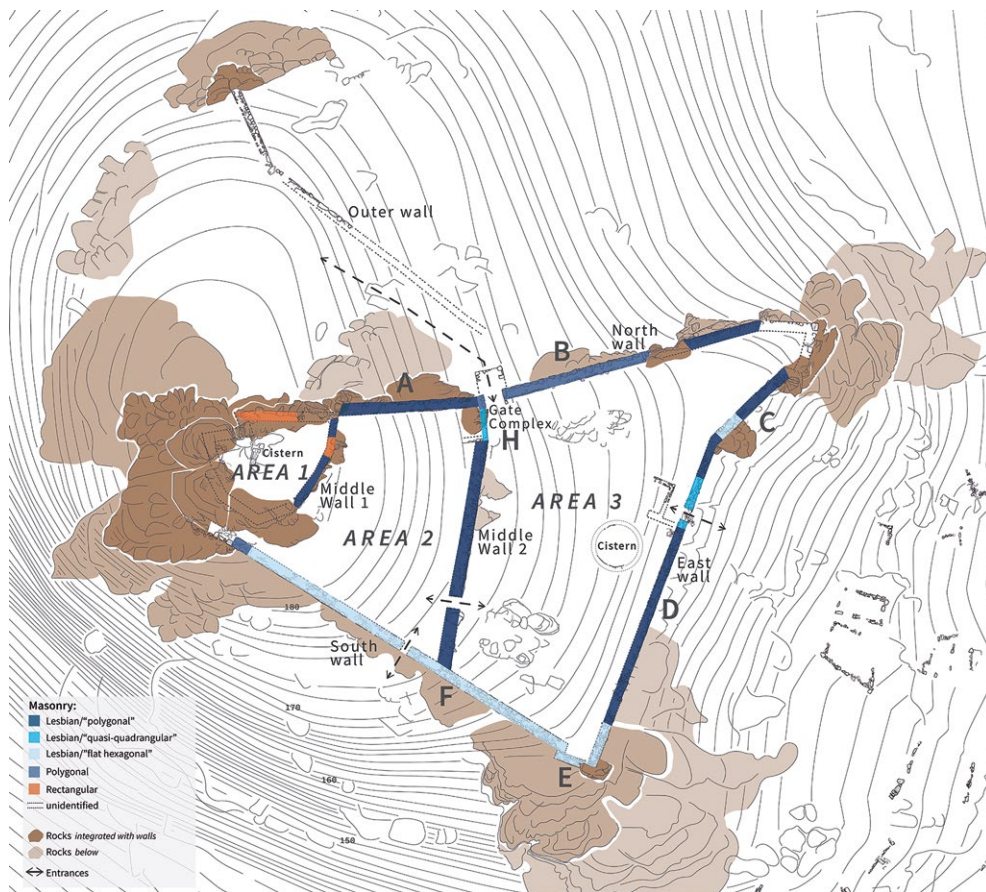 Outer wall
B
North
wall
A
Gate
Complex
H
C
Cistern
AREA 1
Middle
Wall 1
AREA 3
AREA 2
Middle
Wall 2
Cistern
East
wall
D
180
South
wall
F
170
E
160
150
Masonry:
Lesbian/"polygonal"
Lesbian/"quasi-quadrangular"
Lesbian/"flat hexagonal"
Polygonal
Rectangular
unidentified
Rocks integrated with walls
Rocks below
Entrances